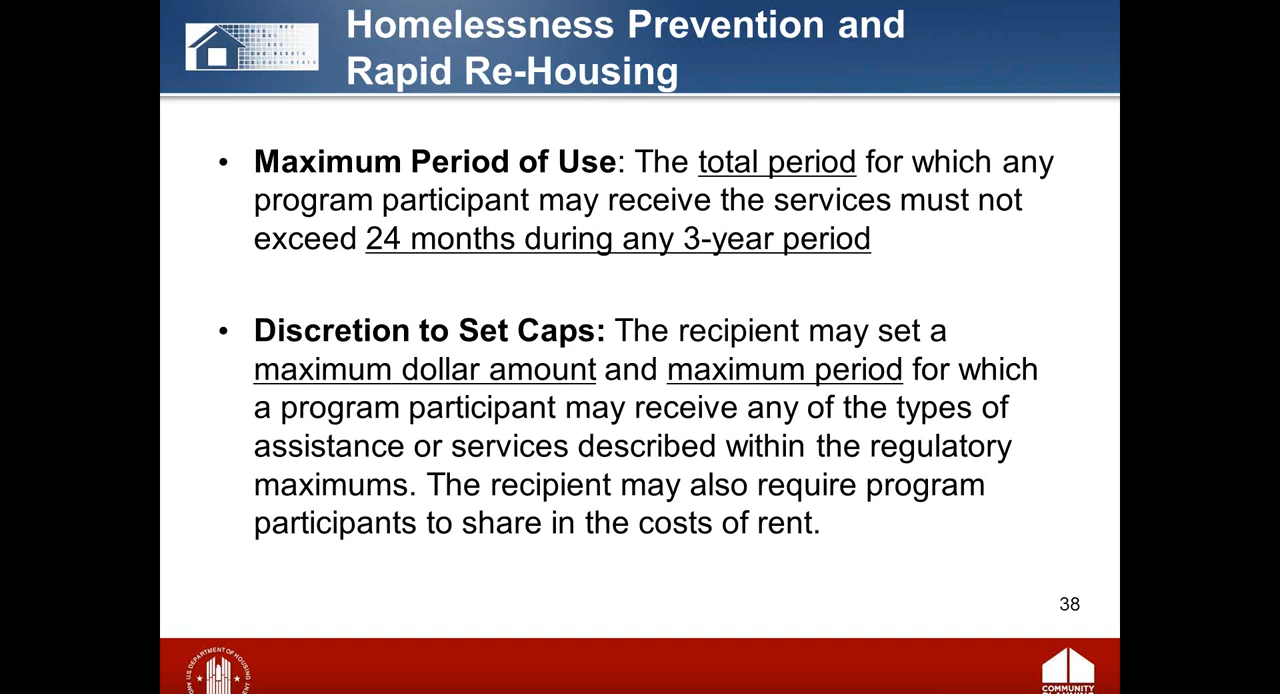 Homelessness Prevention and
Rapid Re-Housing
• Maximum Period of Use: The total period for which any
program participant may receive the services must not
exceed 24 months during any 3-year period
• Discretion to Set Caps: The recipient may set a
maximum dollar amount and maximum period for which
a program participant may receive any of the types of
assistance or services described within the regulatory
maximums. The recipient may also require program
participants to share in the costs of rent.
38
U.S. DEPARTMENT OF HOUSING
COMMUNITY
PLANNING